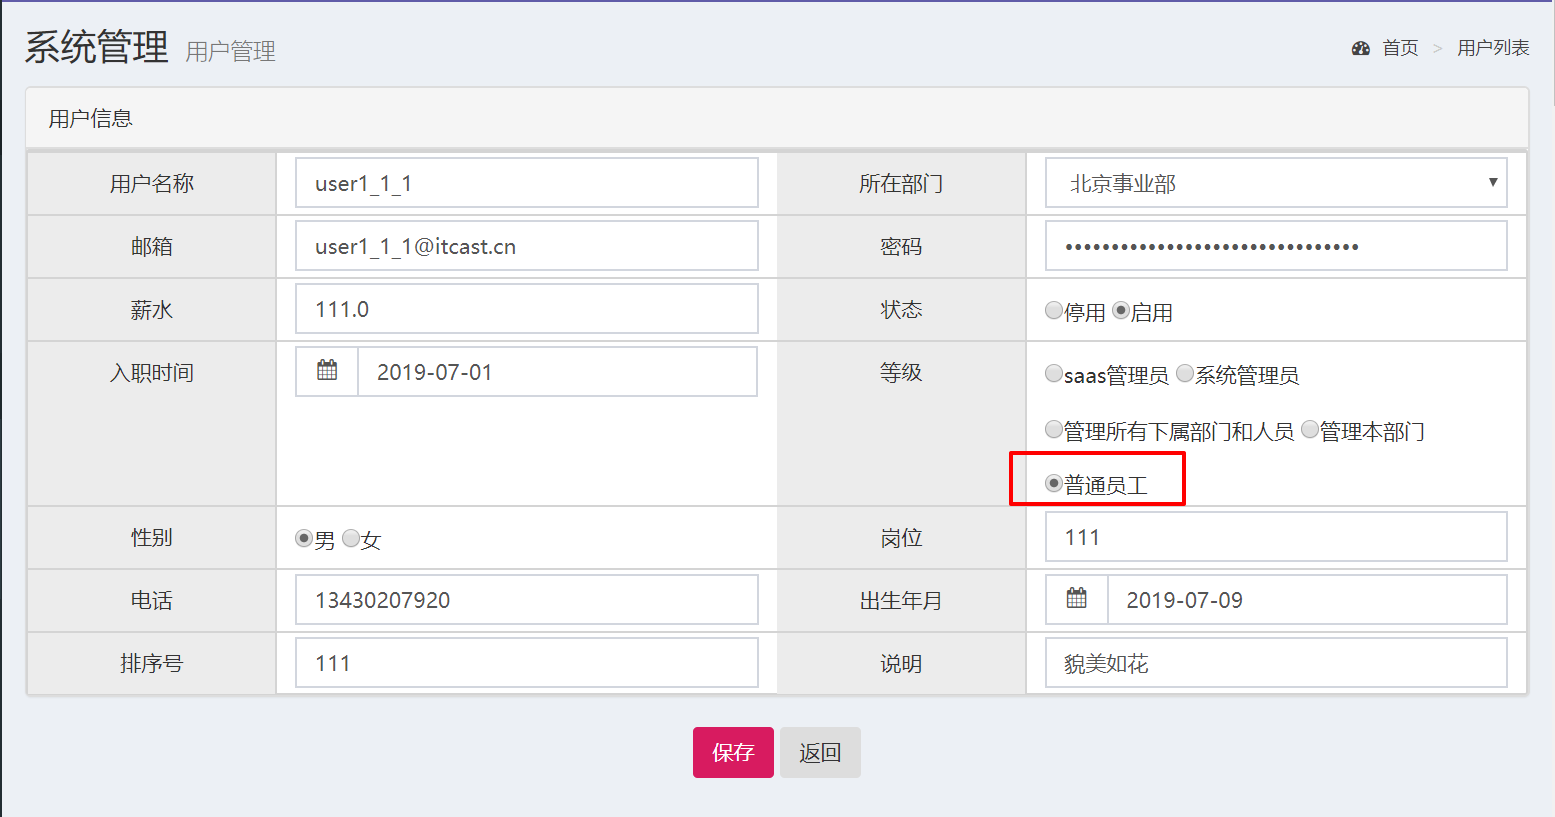 系统管理 用户管理
首页 > 用户列表
用户信息
用户名称 user1_1_1 所在部门 北京事业部
邮箱 user1_1_1@itcast.cn 密码 ••••••••••••••••••••••••••••••••
薪水 111.0 状态 停用 启用
入职时间 2019-07-01 等级 saas管理员 系统管理员
管理所有下属部门和人员 管理本部门
普通员工
性别 男 女 岗位 111
电话 13430207920 出生年月 2019-07-09
排序号 111 说明 貌美如花
保存 返回